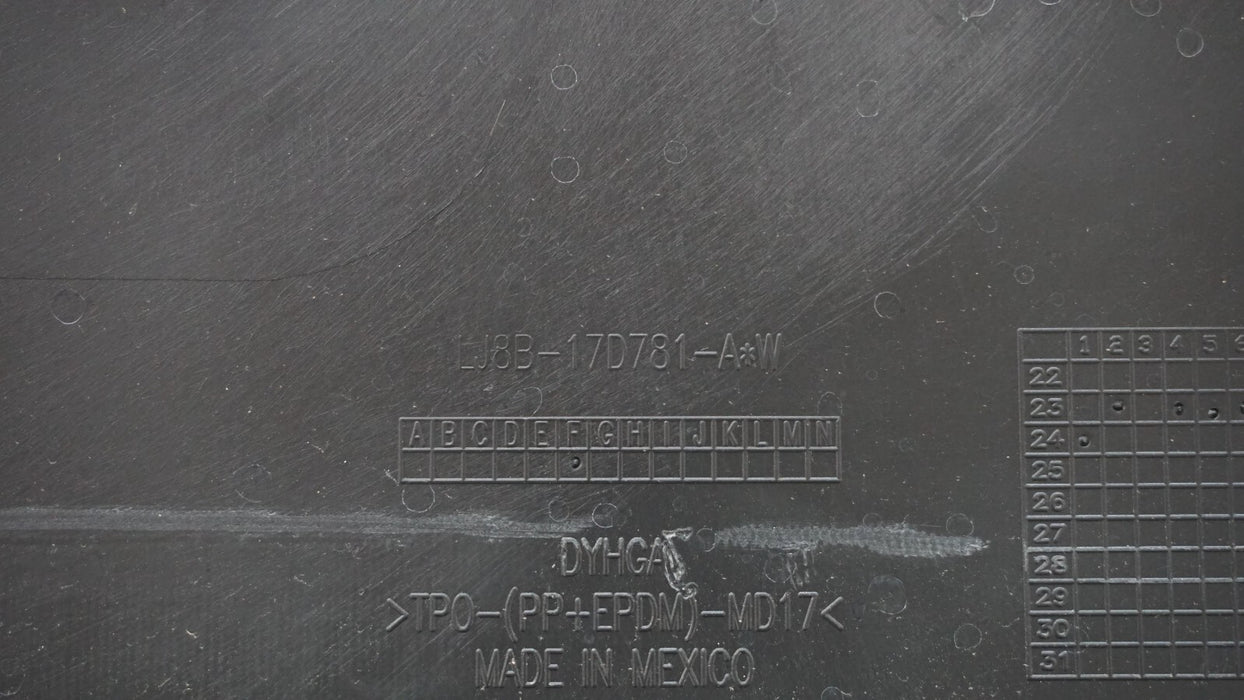 LJ8B-17D781-A*W
A B C D E F G H I J K L M N
DYHGA
>TPO-(PP+EPDM)-MD17<
MADE IN MEXICO
1 2 3 4 5 6
22
23
24
25
26
27
28
29
30
31